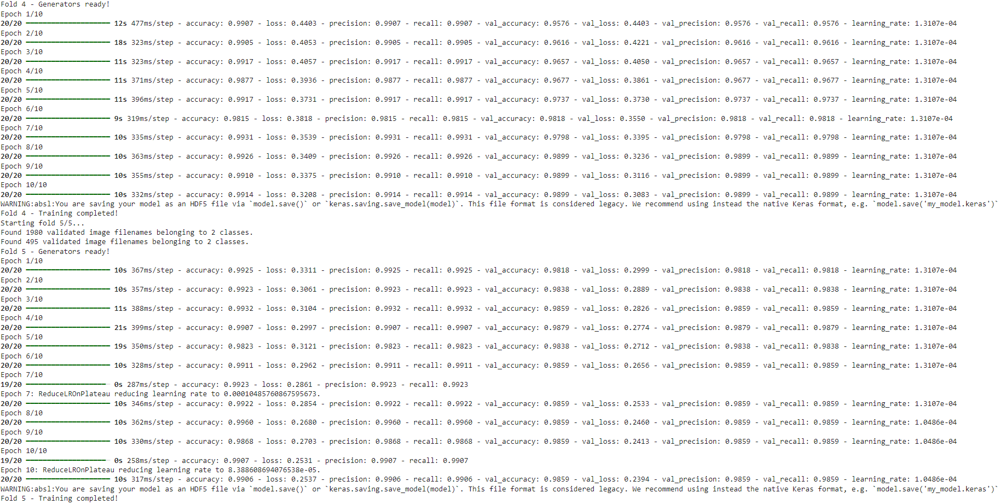 Fold 4 - Generators ready!
Epoch 1/10
20/20 ━━━━━━━━━━━━━━━━━━━━ 12s 477ms/step - accuracy: 0.9907 - loss: 0.4403 - precision: 0.9907 - recall: 0.9907 - val_accuracy: 0.9576 - val_loss: 0.4403 - val_precision: 0.9576 - val_recall: 0.9576 - learning_rate: 1.3107e-04
Epoch 2/10
20/20 ━━━━━━━━━━━━━━━━━━━━ 18s 323ms/step - accuracy: 0.9905 - loss: 0.4053 - precision: 0.9905 - recall: 0.9905 - val_accuracy: 0.9616 - val_loss: 0.4221 - val_precision: 0.9616 - val_recall: 0.9616 - learning_rate: 1.3107e-04
Epoch 3/10
20/20 ━━━━━━━━━━━━━━━━━━━━ 11s 323ms/step - accuracy: 0.9917 - loss: 0.4057 - precision: 0.9917 - recall: 0.9917 - val_accuracy: 0.9657 - val_loss: 0.4050 - val_precision: 0.9657 - val_recall: 0.9657 - learning_rate: 1.3107e-04
Epoch 4/10
20/20 ━━━━━━━━━━━━━━━━━━━━ 11s 371ms/step - accuracy: 0.9877 - loss: 0.3936 - precision: 0.9877 - recall: 0.9877 - val_accuracy: 0.9677 - val_loss: 0.3861 - val_precision: 0.9677 - val_recall: 0.9677 - learning_rate: 1.3107e-04
Epoch 5/10
20/20 ━━━━━━━━━━━━━━━━━━━━ 11s 396ms/step - accuracy: 0.9917 - loss: 0.3731 - precision: 0.9917 - recall: 0.9917 - val_accuracy: 0.9737 - val_loss: 0.3730 - val_precision: 0.9737 - val_recall: 0.9737 - learning_rate: 1.3107e-04
Epoch 6/10
20/20 ━━━━━━━━━━━━━━━━━━━━ 9s 319ms/step - accuracy: 0.9815 - loss: 0.3818 - precision: 0.9815 - recall: 0.9815 - val_accuracy: 0.9818 - val_loss: 0.3550 - val_precision: 0.9818 - val_recall: 0.9818 - learning_rate: 1.3107e-04
Epoch 7/10
20/20 ━━━━━━━━━━━━━━━━━━━━ 10s 335ms/step - accuracy: 0.9931 - loss: 0.3539 - precision: 0.9931 - recall: 0.9931 - val_accuracy: 0.9798 - val_loss: 0.3395 - val_precision: 0.9798 - val_recall: 0.9798 - learning_rate: 1.3107e-04
Epoch 8/10
20/20 ━━━━━━━━━━━━━━━━━━━━ 10s 363ms/step - accuracy: 0.9926 - loss: 0.3409 - precision: 0.9926 - recall: 0.9926 - val_accuracy: 0.9899 - val_loss: 0.3236 - val_precision: 0.9899 - val_recall: 0.9899 - learning_rate: 1.3107e-04
Epoch 9/10
20/20 ━━━━━━━━━━━━━━━━━━━━ 10s 355ms/step - accuracy: 0.9910 - loss: 0.3375 - precision: 0.9910 - recall: 0.9910 - val_accuracy: 0.9899 - val_loss: 0.3116 - val_precision: 0.9899 - val_recall: 0.9899 - learning_rate: 1.3107e-04
Epoch 10/10
20/20 ━━━━━━━━━━━━━━━━━━━━ 10s 332ms/step - accuracy: 0.9914 - loss: 0.3208 - precision: 0.9914 - recall: 0.9914 - val_accuracy: 0.9899 - val_loss: 0.3083 - val_precision: 0.9899 - val_recall: 0.9899 - learning_rate: 1.3107e-04
WARNING:absl:You are saving your model as an HDF5 file via `model.save()` or `keras.saving.save_model(model)`. This file format is considered legacy. We recommend using instead the native Keras format, e.g. `model.save('my_model.keras')`
Fold 4 - Training completed!
Starting fold 5/5...
Found 1980 validated image filenames belonging to 2 classes.
Found 495 validated image filenames belonging to 2 classes.
Fold 5 - Generators ready!
Epoch 1/10
20/20 ━━━━━━━━━━━━━━━━━━━━ 10s 367ms/step - accuracy: 0.9925 - loss: 0.3311 - precision: 0.9925 - recall: 0.9925 - val_accuracy: 0.9818 - val_loss: 0.2999 - val_precision: 0.9818 - val_recall: 0.9818 - learning_rate: 1.3107e-04
Epoch 2/10
20/20 ━━━━━━━━━━━━━━━━━━━━ 10s 357ms/step - accuracy: 0.9923 - loss: 0.3061 - precision: 0.9923 - recall: 0.9923 - val_accuracy: 0.9838 - val_loss: 0.2889 - val_precision: 0.9838 - val_recall: 0.9838 - learning_rate: 1.3107e-04
Epoch 3/10
20/20 ━━━━━━━━━━━━━━━━━━━━ 11s 388ms/step - accuracy: 0.9932 - loss: 0.3104 - precision: 0.9932 - recall: 0.9932 - val_accuracy: 0.9859 - val_loss: 0.2826 - val_precision: 0.9859 - val_recall: 0.9859 - learning_rate: 1.3107e-04
Epoch 4/10
20/20 ━━━━━━━━━━━━━━━━━━━━ 21s 399ms/step - accuracy: 0.9907 - loss: 0.2997 - precision: 0.9907 - recall: 0.9907 - val_accuracy: 0.9879 - val_loss: 0.2774 - val_precision: 0.9879 - val_recall: 0.9879 - learning_rate: 1.3107e-04
Epoch 5/10
20/20 ━━━━━━━━━━━━━━━━━━━━ 19s 350ms/step - accuracy: 0.9823 - loss: 0.3121 - precision: 0.9823 - recall: 0.9823 - val_accuracy: 0.9838 - val_loss: 0.2712 - val_precision: 0.9838 - val_recall: 0.9838 - learning_rate: 1.3107e-04
Epoch 6/10
20/20 ━━━━━━━━━━━━━━━━━━━━ 10s 328ms/step - accuracy: 0.9911 - loss: 0.2962 - precision: 0.9911 - recall: 0.9911 - val_accuracy: 0.9859 - val_loss: 0.2656 - val_precision: 0.9859 - val_recall: 0.9859 - learning_rate: 1.3107e-04
Epoch 7/10
19/20 ━━━━━━━━━━━━━━━━━━━━ 0s 287ms/step - accuracy: 0.9923 - loss: 0.2861 - precision: 0.9923 - recall: 0.9923
Epoch 7: ReduceLROnPlateau reducing learning rate to 0.00010485760867595673.
20/20 ━━━━━━━━━━━━━━━━━━━━ 10s 346ms/step - accuracy: 0.9922 - loss: 0.2854 - precision: 0.9922 - recall: 0.9922 - val_accuracy: 0.9859 - val_loss: 0.2533 - val_precision: 0.9859 - val_recall: 0.9859 - learning_rate: 1.3107e-04
Epoch 8/10
20/20 ━━━━━━━━━━━━━━━━━━━━ 10s 362ms/step - accuracy: 0.9960 - loss: 0.2680 - precision: 0.9960 - recall: 0.9960 - val_accuracy: 0.9859 - val_loss: 0.2460 - val_precision: 0.9859 - val_recall: 0.9859 - learning_rate: 1.0486e-04
Epoch 9/10
20/20 ━━━━━━━━━━━━━━━━━━━━ 10s 330ms/step - accuracy: 0.9868 - loss: 0.2703 - precision: 0.9868 - recall: 0.9868 - val_accuracy: 0.9859 - val_loss: 0.2413 - val_precision: 0.9859 - val_recall: 0.9859 - learning_rate: 1.0486e-04
Epoch 10/10
19/20 ━━━━━━━━━━━━━━━━━━━━ 0s 258ms/step - accuracy: 0.9907 - loss: 0.2531 - precision: 0.9907 - recall: 0.9907
Epoch 10: ReduceLROnPlateau reducing learning rate to 8.388608694076538e-05.
20/20 ━━━━━━━━━━━━━━━━━━━━ 10s 317ms/step - accuracy: 0.9906 - loss: 0.2537 - precision: 0.9906 - recall: 0.9906 - val_accuracy: 0.9859 - val_loss: 0.2394 - val_precision: 0.9859 - val_recall: 0.9859 - learning_rate: 1.0486e-04
WARNING:absl:You are saving your model as an HDF5 file via `model.save()` or `keras.saving.save_model(model)`. This file format is considered legacy. We recommend using instead the native Keras format, e.g. `model.save('my_model.keras')`
Fold 5 - Training completed!